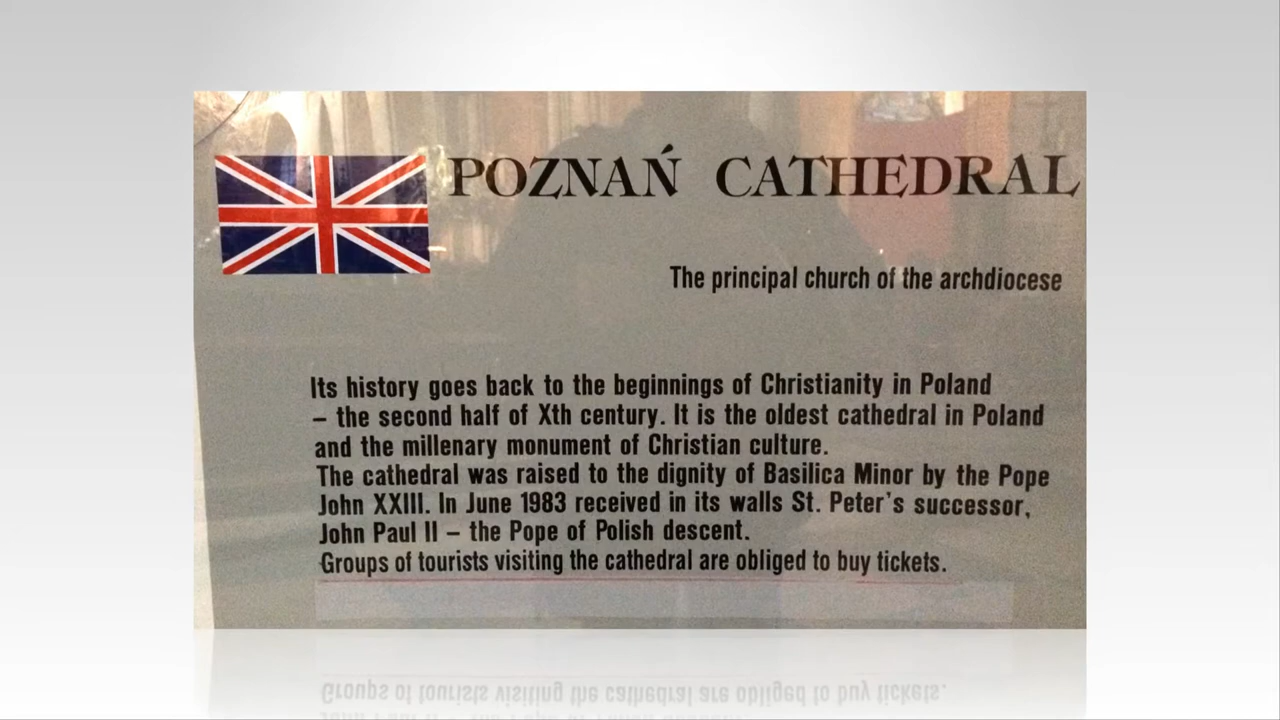 POZNAŃ CATHEDRAL
The principal church of the archdiocese
Its history goes back to the beginnings of Christianity in Poland
– the second half of Xth century. It is the oldest cathedral in Poland
and the millenary monument of Christian culture.
The cathedral was raised to the dignity of Basilica Minor by the Pope
John XXIII. In June 1983 received in its walls St. Peter's successor,
John Paul II – the Pope of Polish descent.
Groups of tourists visiting the cathedral are obliged to buy tickets.